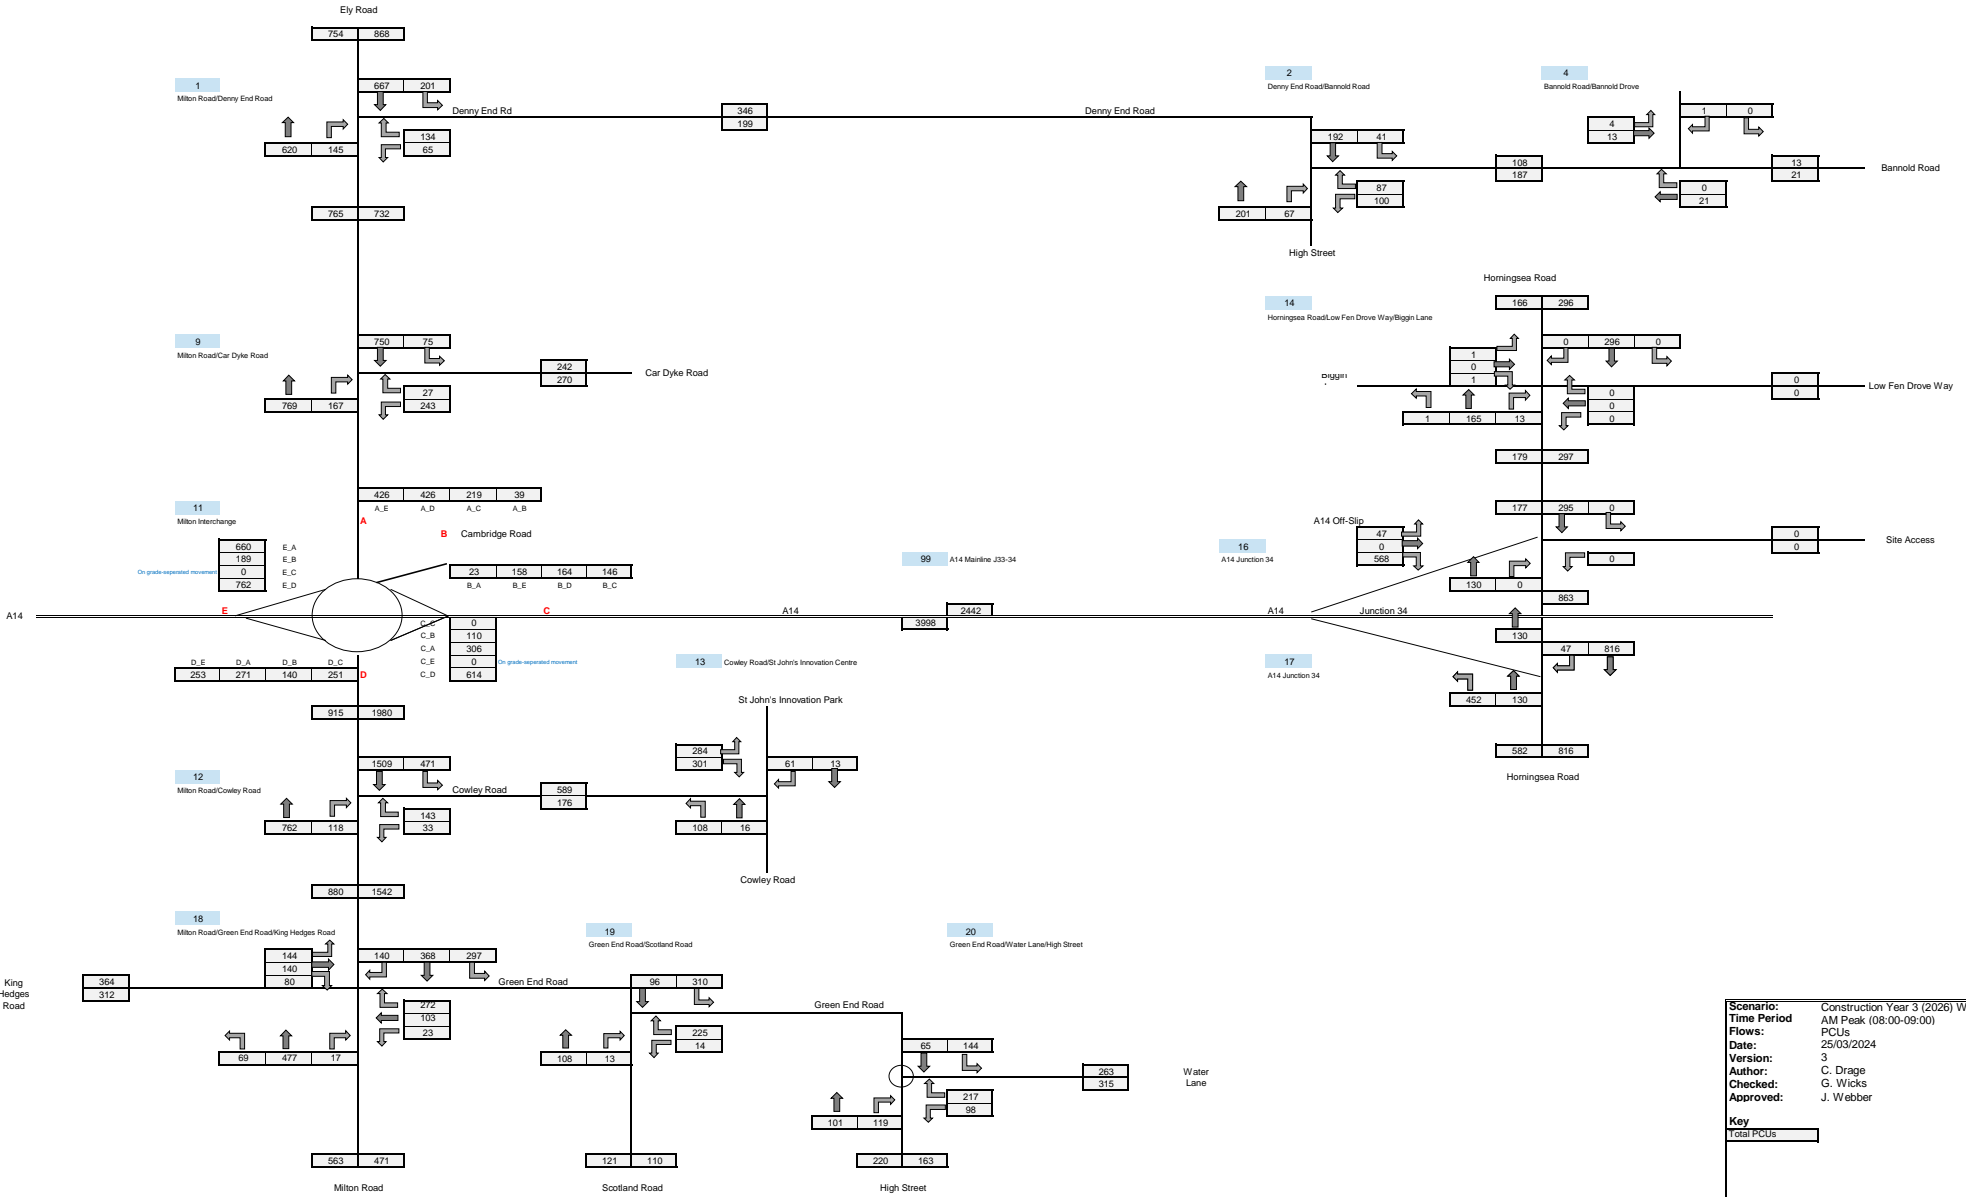 Ely Road
754 868
1
Milton Road/Denny End Road
667 201
Denny End Rd
134
65
620 145
346
199
Denny End Road
765 732
2
Denny End Road/Bannold Road
192 41
87
100
201 67
High Street
108
187
4
Bannold Road/Bannold Drove
1 0
4
13
0
21
13
21
Bannold Road
9
Milton Road/Car Dyke Road
750 75
27
243
769 167
242
270
Car Dyke Road
Horningsea Road
166 296
14
Horningsea Road/Low Fen Drove Way/Biggin Lane
0 296 0
1
0
1
Biggin
0
0
0
1 165 13
0
0
Low Fen Drove Way
179 297
426 426 219 39
A_E A_D A_C A_B
A
11
Milton Interchange
B Cambridge Road
660 E_A
189 E_B
On grade-seperated movement 0 E_C
762 E_D
23 158 164 146
B_A B_E B_D B_C
99 A14 Mainline J33-34
177 295 0
A14 Off-Slip
47
0
568
16
A14 Junction 34
0
0
Site Access
0
130 0
863
A14
E
C
A14
2442
3998
A14
Junction 34
C_C 0
C_B 110
C_A 306
C_E 0 On grade-seperated movement
C_D 614
130
D_E D_A D_B D_C
253 271 140 251 D
13 Cowley Road/St John's Innovation Centre
17
A14 Junction 34
47 816
452 130
582 816
Horningsea Road
915 1980
St John's Innovation Park
12
Milton Road/Cowley Road
1509 471
Cowley Road
143
33
762 118
589
176
284
301
61 13
108 16
Cowley Road
880 1542
18
Milton Road/Green End Road/King Hedges Road
144
140
80
140 368 297
King
Hedges
Road
364
312
272
103
23
69 477 17
Green End Road
19
Green End Road/Scotland Road
96 310
225
14
108 13
Green End Road
20
Green End Road/Water Lane/High Street
65 144
217
98
101 119
263
315
Water
Lane
563 471
Milton Road
121 110
Scotland Road
220 163
High Street
Scenario: Construction Year 3 (2026) W
Time Period AM Peak (08:00-09:00)
Flows: PCUs
Date: 25/03/2024
Version: 3
Author: C. Drage
Checked: G. Wicks
Approved: J. Webber
Key
Total PCUs